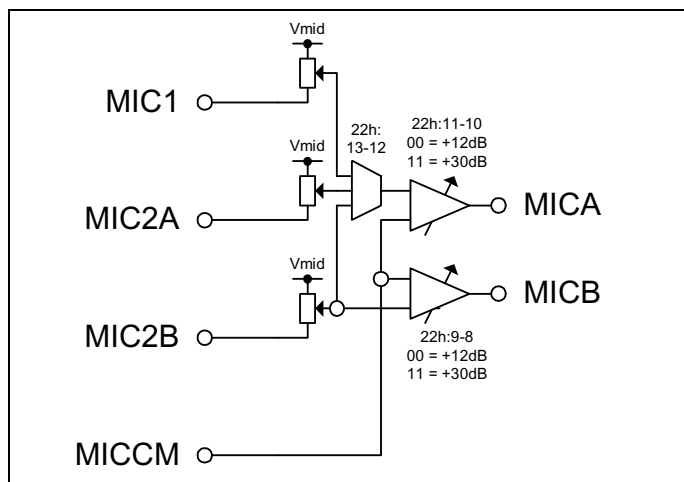 Vmid
MIC1
22h:
13-12
22h:11-10
00 = +12dB
11 = +30dB
Vmid
MIC2A
MICA
Vmid
MICB
MIC2B
22h:9-8
00 = +12dB
11 = +30dB
MICCM